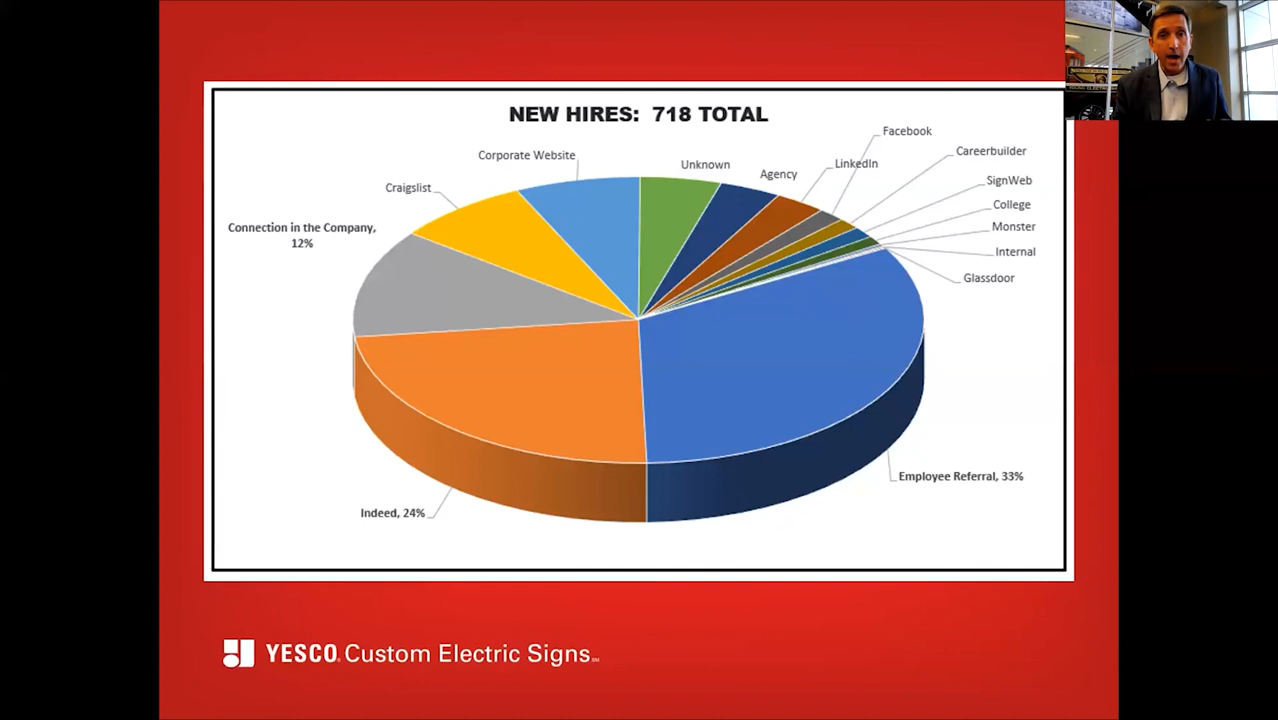 NEW HIRES: 718 TOTAL
Facebook
Corporate Website
Unknown
LinkedIn
Careerbuilder
Agency
SignWeb
Craigslist
College
Connection in the Company,
12%
Monster
Internal
Glassdoor
Employee Referral, 33%
Indeed, 24%
YESCO® Custom Electric Signs℠